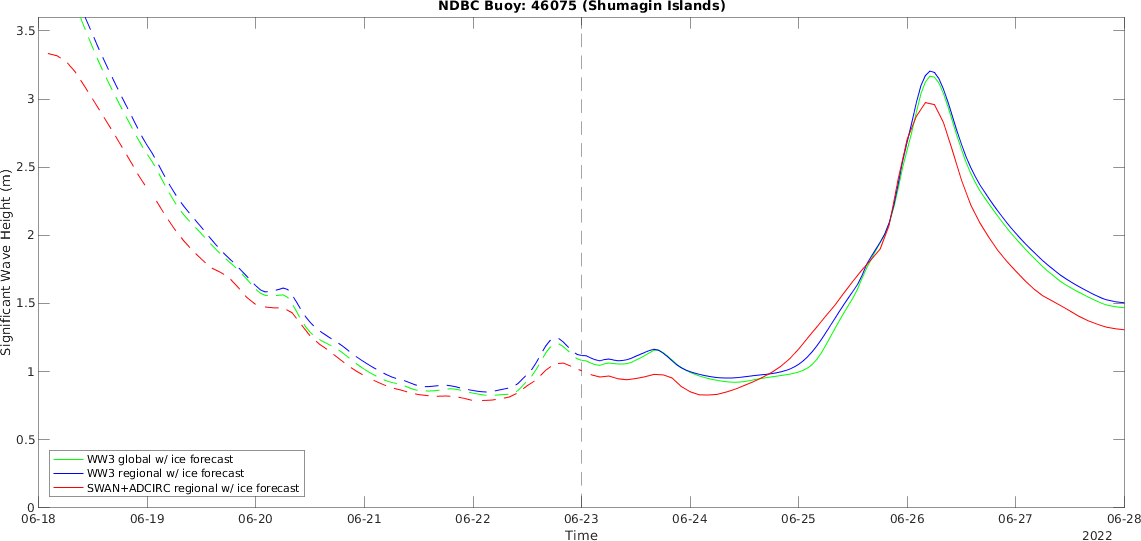 NDBC Buoy: 46075 (Shumagin Islands)
Significant Wave Height (m)
3.5
3
2.5
2
1.5
1
0.5
0
WW3 global w/ ice forecast
WW3 regional w/ ice forecast
SWAN+ADCIRC regional w/ ice forecast
06-18 06-19 06-20 06-21 06-22 06-23 06-24 06-25 06-26 06-27 06-28
Time
2022